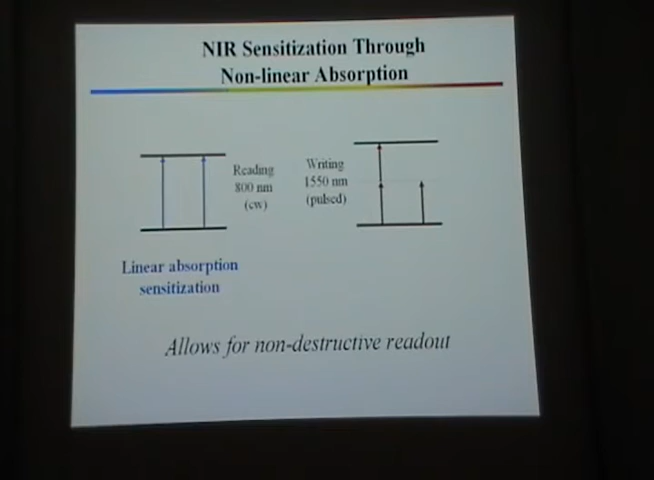 NIR Sensitization Through
Non-linear Absorption
Reading
800 nm
(cw)
Writing
1550 nm
(pulsed)
Linear absorption
sensitization
Allows for non-destructive readout